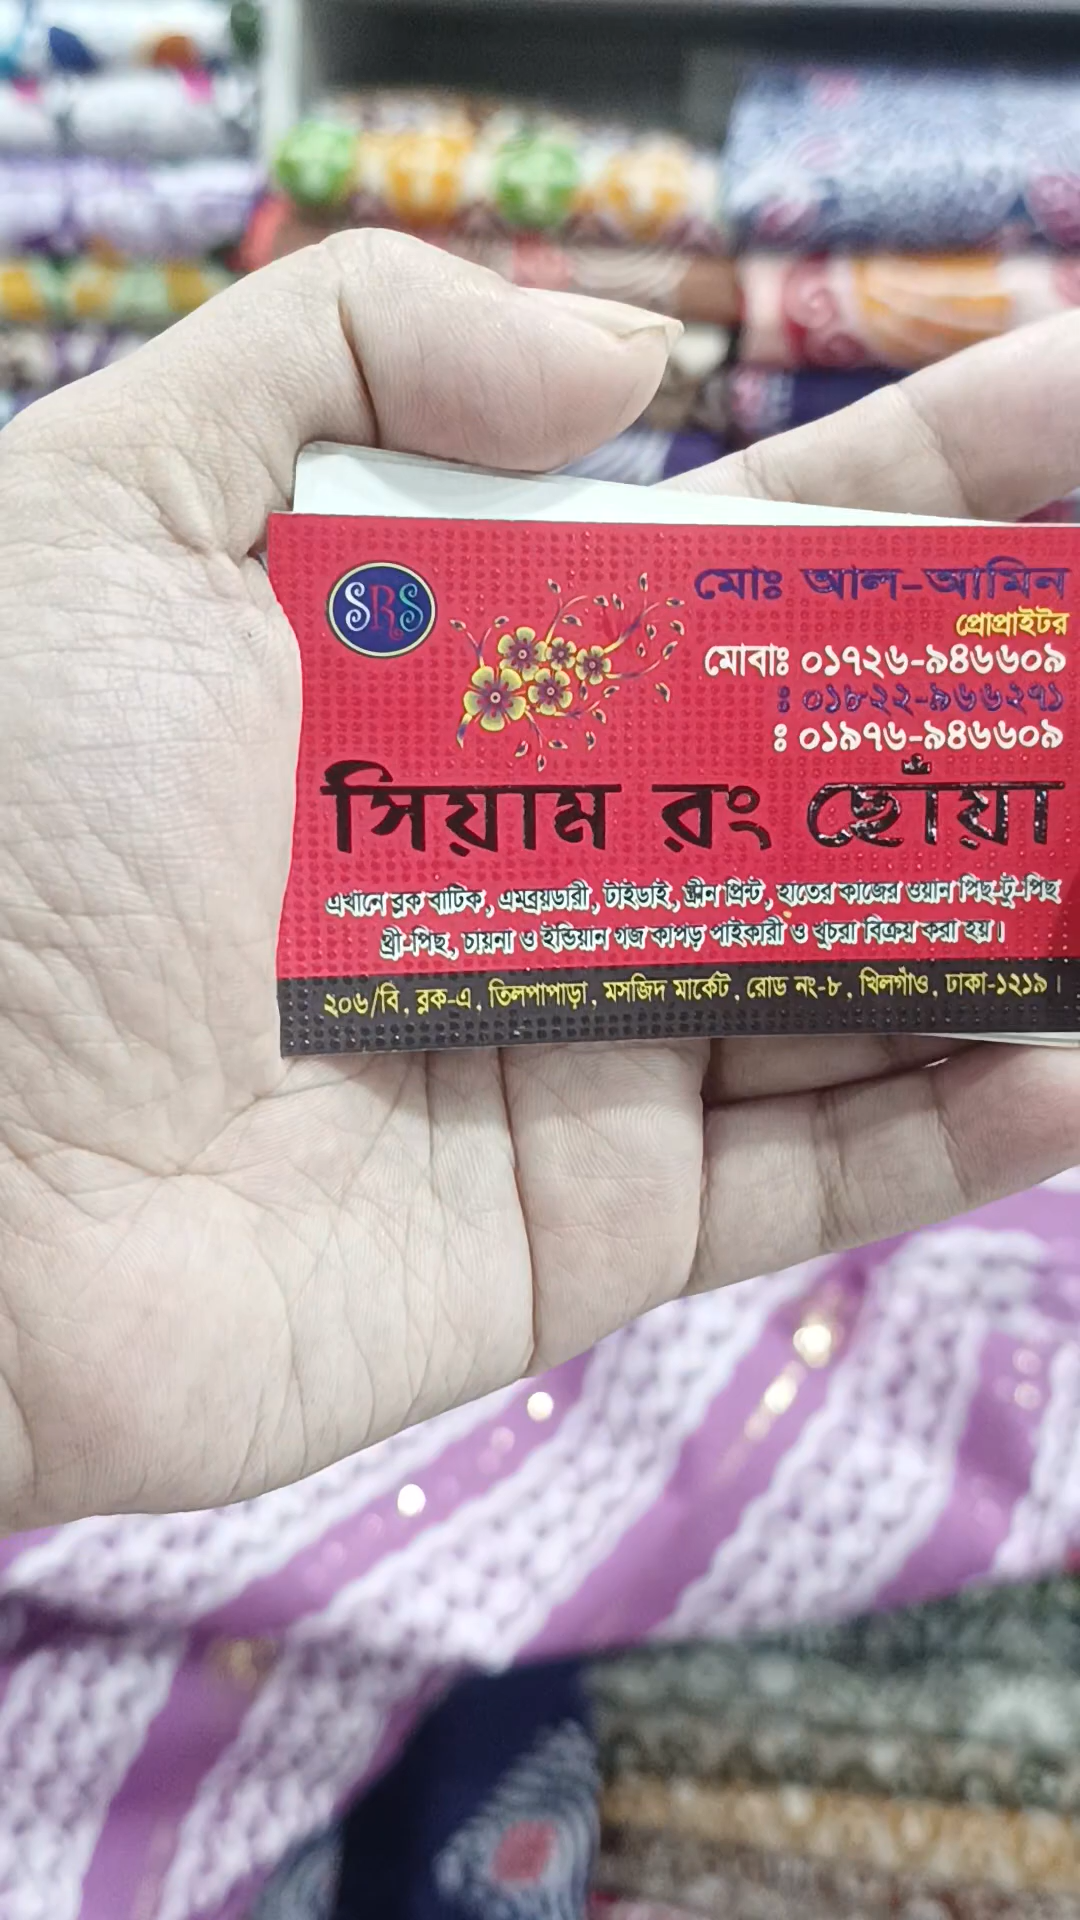 SRS
মোঃ আল-আমিন
প্রোপ্রাইটর
মোবাঃ ০১৭২৬-৯৪৬৬০৯
: ০১৮২২-৯৬৬২৭১
ঃ ০১৯৭৬-৯৪৬৬০৯
সিয়াম রং ছোঁয়া
এখানে ব্লক বাটিক, এমব্রয়ডারী, টাইডাই, স্ক্রীন প্রিন্ট, হাতের কাজের ওয়ান পিছ-টু-পিছ
থ্রী-পিছ, চায়না ও ইন্ডিয়ান গজ কাপড় পাইকারী ও খুচরা বিক্রয় করা হয়।
২০৬/বি, ব্লক-এ, তিলপাপাড়া, মসজিদ মার্কেট, রোড নং-৮, খিলগাঁও, ঢাকা-১২১৯।